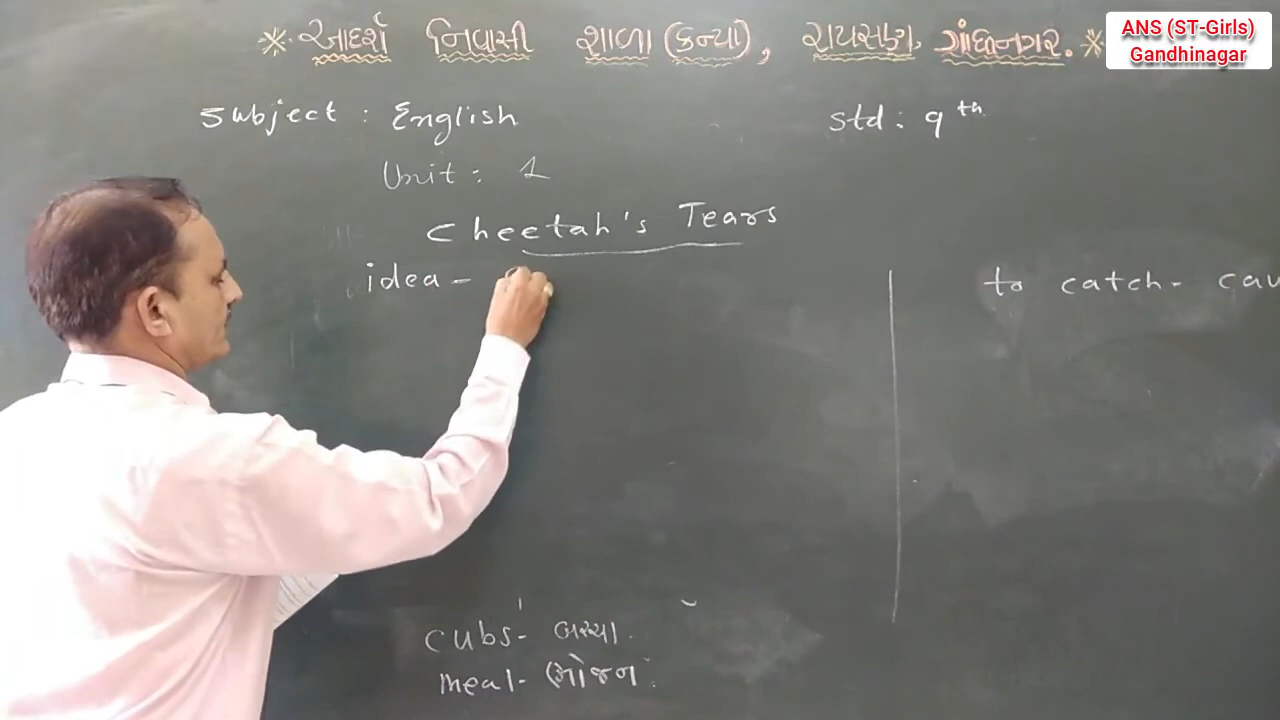 * આદર્શ નિવાસી શાળા (કન્યા), રાયસણ, ગાંધીનગર. *
ANS (ST-Girls)
Gandhinagar
Subject : English
Std : 9th
Unit : 1
Cheetah's Tears
idea -
to catch -
cubs - બચ્ચા.
meal - ભોજન.